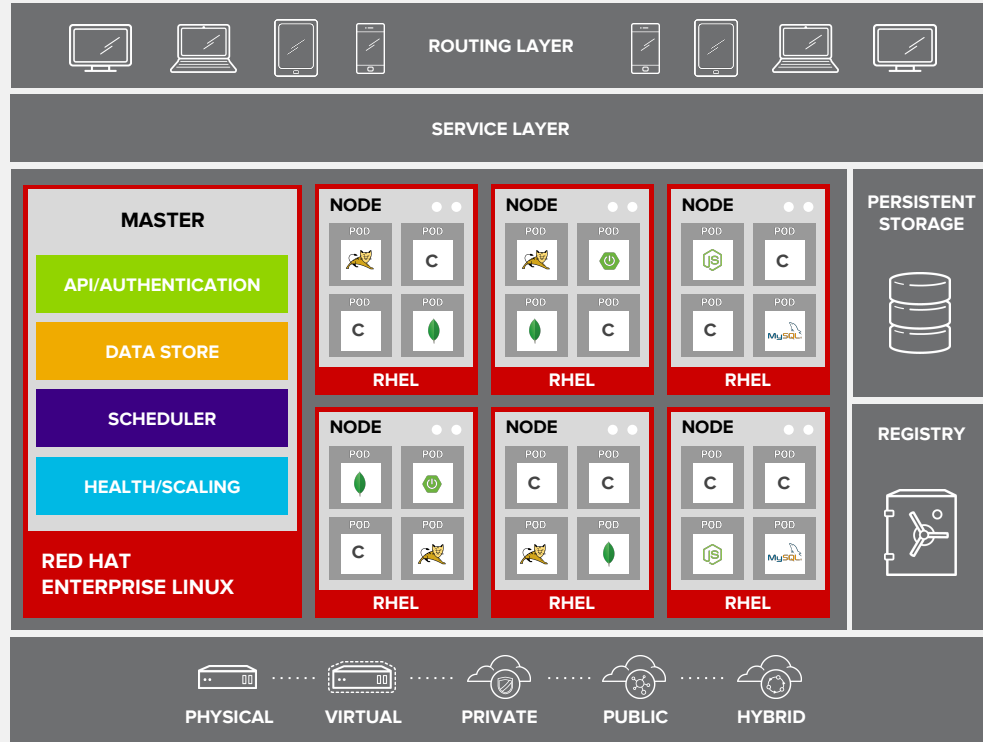 ROUTING LAYER
SERVICE LAYER
MASTER
API/AUTHENTICATION
DATA STORE
SCHEDULER
HEALTH/SCALING
RED HAT
ENTERPRISE LINUX
NODE
POD POD
C
POD POD
C
RHEL
NODE
POD POD
POD POD
C
RHEL
NODE
POD POD
JS C
POD POD
C MySQL
RHEL
NODE
POD POD
POD POD
C
RHEL
NODE
POD POD
C C
POD POD
RHEL
NODE
POD POD
C C
POD POD
JS MySQL
RHEL
PERSISTENT
STORAGE
REGISTRY
PHYSICAL VIRTUAL PRIVATE PUBLIC HYBRID